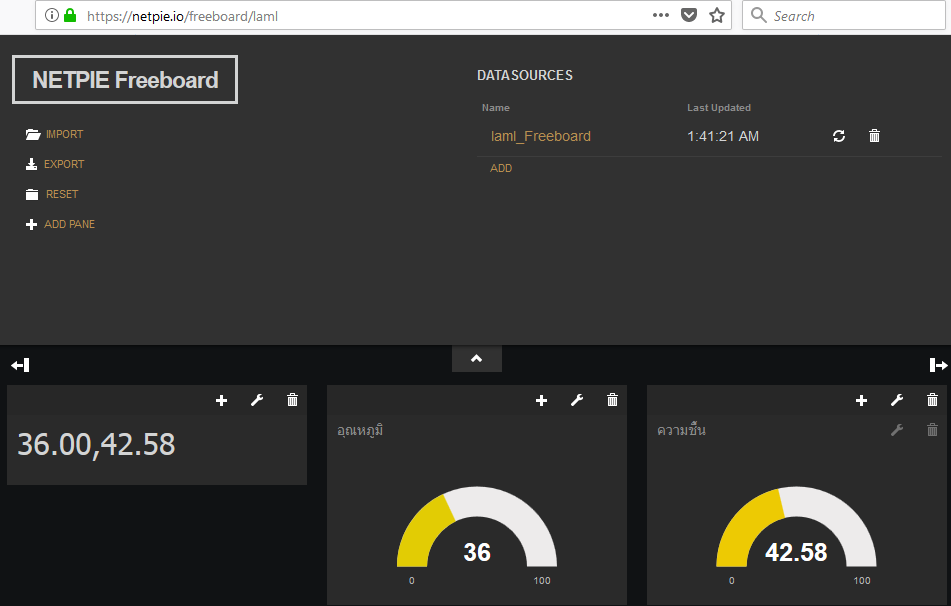 https://netpie.io/freeboard/laml
Search
NETPIE Freeboard
IMPORT
EXPORT
RESET
ADD PANE
DATASOURCES
Name Last Updated
laml_Freeboard 1:41:21 AM
ADD
36.00,42.58
อุณหภูมิ
36
0 100
ความชื้น
42.58
0 100